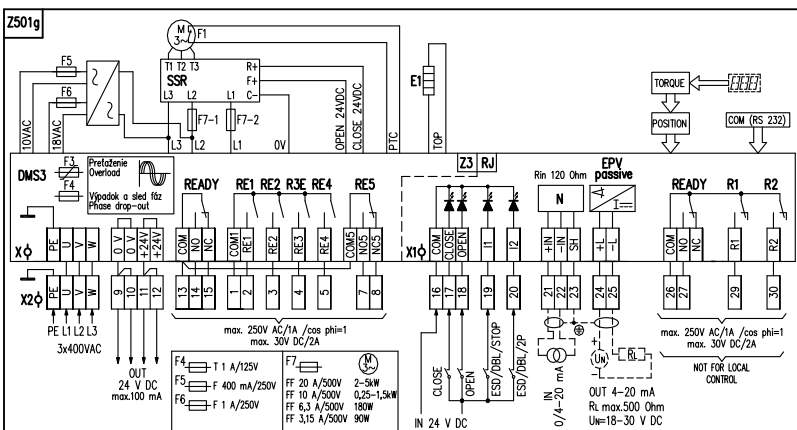 Z501g
M
3~
F1
T1 T2 T3
SSR
R+
F+
C-
L3 L2 L1
F5
F6
F7-1
F7-2
E1
10VAC
18VAC
L3 L2 L1 0V
OPEN 24VDC
CLOSE 24VDC
PTC
TOP
TORQUE
POSITION
COM (RS 232)
DMS3
F3
F4
Preťaženie
Overload
Výpadok a sled fáz
Phase drop-out
READY
RE1 RE2 R3E RE4
RE5
Z3 RJ
Rin 120 Ohm
N
EPV
passive
READY
R1
R2
X
PE U V W
0 V 0 V +24V +24V
COM NO NC
COM1 RE1 RE2 RE3 RE4
COM5 NO5 NC5
X1
COM CLOSE OPEN
I1 I2
+IN -IN SH
+L -L
COM NO NC
R1
R2
X2
PE U V W
9 10 11 12
13 14 15
1 2 3 4 5
7 8
16 17 18 19 20
21 22 23
24 25
26 27
29
30
PE L1 L2 L3
3x400VAC
OUT
24 V DC
max.100 mA
max. 250V AC/1A /cos phi=1
max. 30V DC/2A
F4 T 1 A/125V
F5 F 400 mA/250V
F6 F 1 A/250V
F7
M
3~
FF 20 A/500V 2-5kW
FF 10 A/500V 0,25-1,5kW
FF 6,3 A/500V 180W
FF 3,15 A/500V 90W
CLOSE
OPEN
ESD/DBL/STOP
ESD/DBL/2P
IN 24 V DC
IN
0/4-20 mA
+
UN
-
RL
OUT 4-20 mA
RL max.500 Ohm
UN=18-30 V DC
max. 250V AC/1A /cos phi=1
max. 30V DC/2A
NOT FOR LOCAL
CONTROL